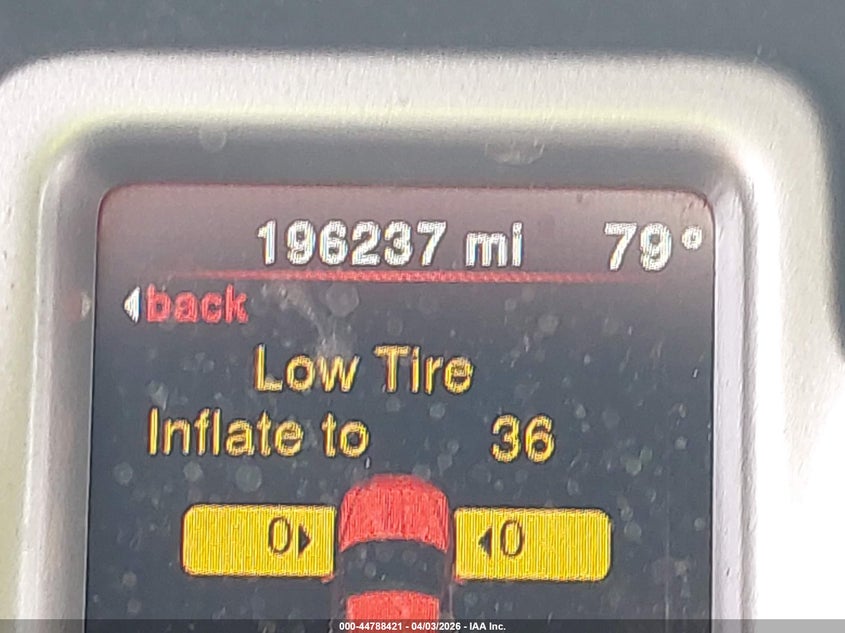 196237 mi 79°
back
Low Tire
Inflate to 36
0 0
000-44788421 - 04/03/2026 - IAA Inc.